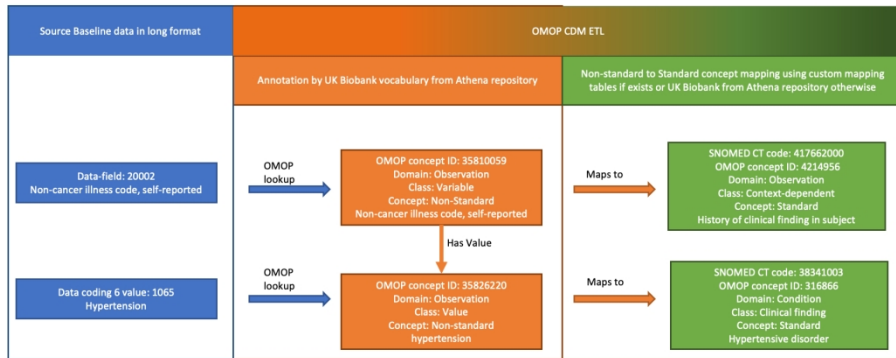 Source Baseline data in long format
OMOP CDM ETL
Annotation by UK Biobank vocabulary from Athena repository
Non-standard to Standard concept mapping using custom mapping
tables if exists or UK Biobank from Athena repository otherwise
Data-field: 20002
Non-cancer illness code, self-reported
OMOP
lookup
OMOP concept ID: 35810059
Domain: Observation
Class: Variable
Concept: Non-Standard
Non-cancer illness code, self-reported
Maps to
SNOMED CT code: 417662000
OMOP concept ID: 4214956
Domain: Observation
Class: Context-dependent
Concept: Standard
History of clinical finding in subject
Has Value
Data coding 6 value: 1065
Hypertension
OMOP
lookup
OMOP concept ID: 35826220
Domain: Observation
Class: Value
Concept: Non-standard
hypertension
Maps to
SNOMED CT code: 38341003
OMOP concept ID: 316866
Domain: Condition
Class: Clinical finding
Concept: Standard
Hypertensive disorder